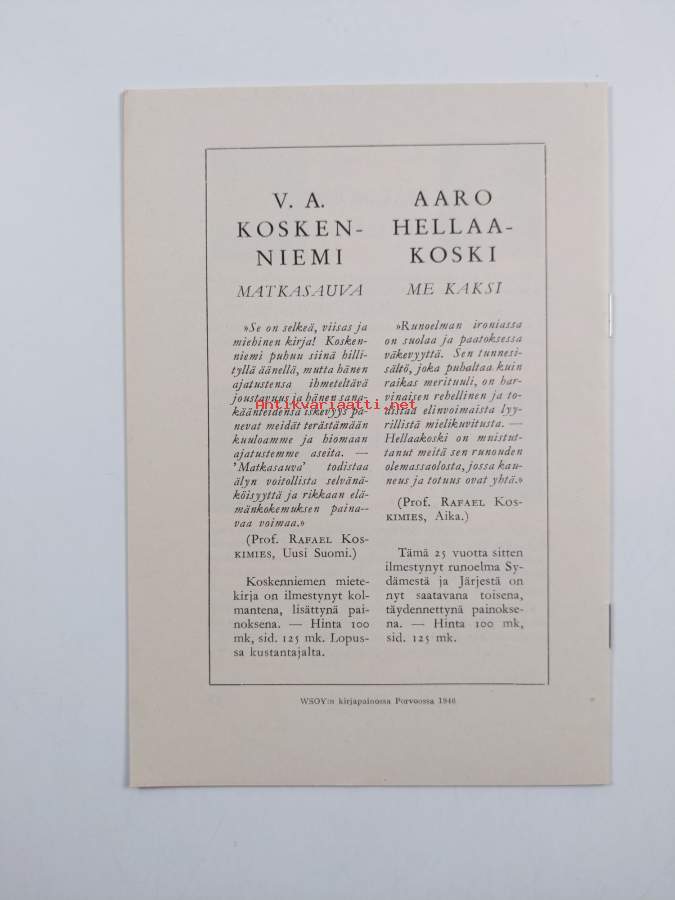 V. A.
KOSKEN-
NIEMI
MATKASAUVA
»Se on selkeä, viisas ja
miehinen kirja! Kosken-
niemi puhuu siinä hilli-
tyllä äänellä, mutta hänen
ajatustensa ihmeteltävä
joustavuus ja hänen sana-
käänteidensä iskevyys pa-
nevat meidät terästämään
kuuloamme ja hiomaan
ajatustemme aseita. —
'Matkasauva' todistaa
älyn voitollista selvänä-
köisyyttä ja rikkaan elä-
mänkokemuksen paina--
vaa voimaa.»
(Prof. RAFAEL KOS-
KIMIES, Uusi Suomi.)
Koskenniemen miete-
kirja on ilmestynyt kol-
mantena, lisättynä pai-
noksena. — Hinta 100
mk, sid. 125 mk. Lopus-
sa kustantajalta.
AARO
HELLAA-
KOSKI
ME KAKSI
»Runoelman ironiassa
on suolaa ja paatoksessa
väkevyyttä. Sen tunnesi-
sältö, joka puhaltaa kuin
raikas merituuli, on har-
vinaisen rehellinen ja to-
distaa elinvoimaista lyy-
rillistä mielikuvitusta. —
Hellaakoski on muistut-
tanut meitä sen runouden
olemassaolosta, jossa kau-
neus ja totuus ovat yhtä.»
(Prof. RAFAEL KOS-
KIMIES, Aika.)
Tämä 25 vuotta sitten
ilmestynyt runoelma Sy-
dämestä ja Järjestä on
nyt saatavana toisena,
täydennettynä painokse-
na. — Hinta 100 mk,
sid. 125 mk.
WSOY:n kirjapainossa Porvoossa 1946
Antikvariaatti.net